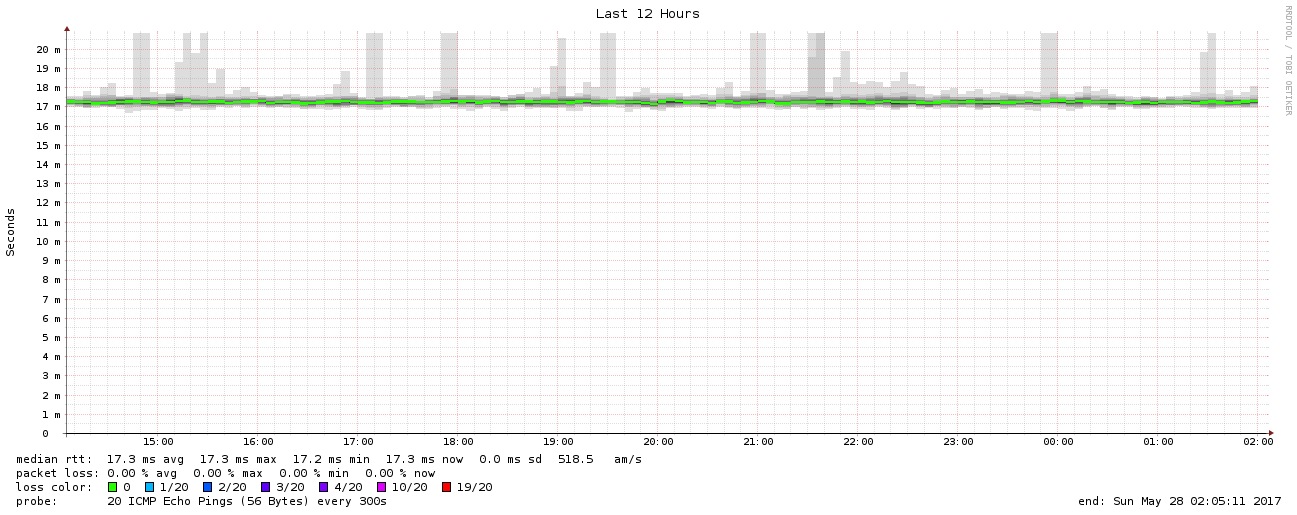 Last 12 Hours
RRDTOOL / TOBI OETIKER
Seconds
20 m
19 m
18 m
17 m
16 m
15 m
14 m
13 m
12 m
11 m
10 m
9 m
8 m
7 m
6 m
5 m
4 m
3 m
2 m
1 m
0
15:00 16:00 17:00 18:00 19:00 20:00 21:00 22:00 23:00 00:00 01:00 02:00
median rtt: 17.3 ms avg 17.3 ms max 17.2 ms min 17.3 ms now 0.0 ms sd 518.5 am/s
packet loss: 0.00 % avg 0.00 % max 0.00 % min 0.00 % now
loss color: 0 1/20 2/20 3/20 4/20 10/20 19/20
probe: 20 ICMP Echo Pings (56 Bytes) every 300s end: Sun May 28 02:05:11 2017